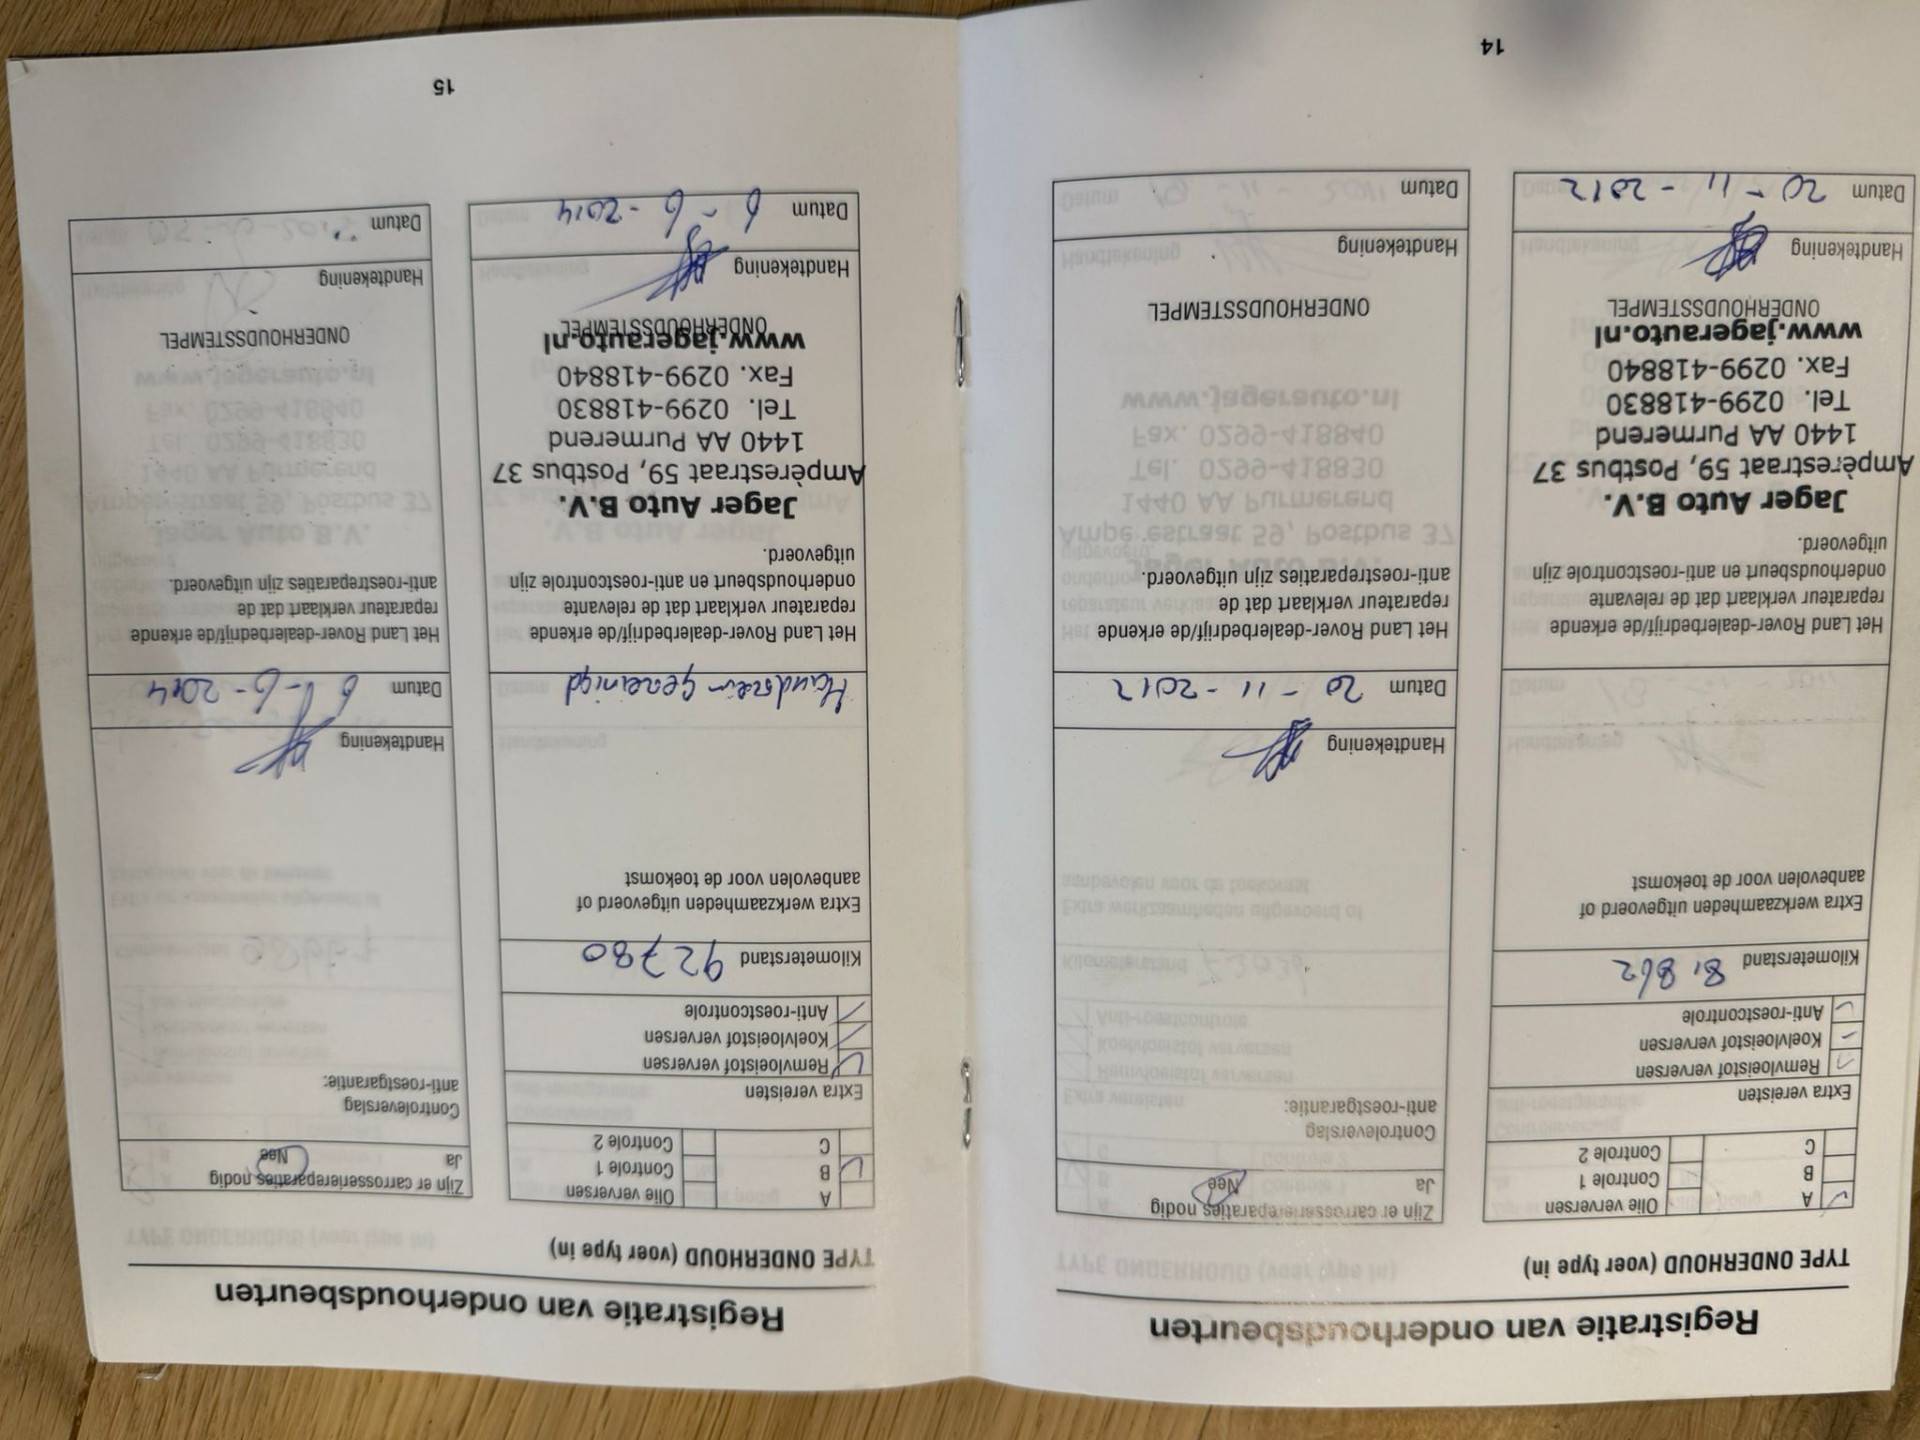 Registratie van onderhoudsbeurten
TYPE ONDERHOUD (voer type in)
A
Olie verversen
B
Controle 1
C
Controle 2
Extra vereisten
Remvloeistof verversen
Koelvloeistof verversen
Anti-roestcontrole
Kilometerstand 81862
Extra werkzaamheden uitgevoerd of
aanbevolen voor de toekomst
Het Land Rover-dealerbedrijf/de erkende
reparateur verklaart dat de relevante
onderhoudsbeurt en anti-roestcontrole zijn
uitgevoerd.
Jager Auto B.V.
Ampèrestraat 59, Postbus 37
1440 AA Purmerend
Tel. 0299-418830
Fax. 0299-418840
www.jagerauto.nl
ONDERHOUDSSTEMPEL
Handtekening
Datum 20-11-2012
Zijn er carrosseriereparaties nodig
Ja
Nee
Controleverslag
anti-roestgarantie:
Handtekening
Datum 20-11-2012
Het Land Rover-dealerbedrijf/de erkende
reparateur verklaart dat de
anti-roestreparaties zijn uitgevoerd.
ONDERHOUDSSTEMPEL
Handtekening
Datum
14
Registratie van onderhoudsbeurten
TYPE ONDERHOUD (voer type in)
A
Olie verversen
B
Controle 1
C
Controle 2
Extra vereisten
Remvloeistof verversen
Koelvloeistof verversen
Anti-roestcontrole
Kilometerstand 92780
Extra werkzaamheden uitgevoerd of
aanbevolen voor de toekomst
gereinigd
Het Land Rover-dealerbedrijf/de erkende
reparateur verklaart dat de relevante
onderhoudsbeurt en anti-roestcontrole zijn
uitgevoerd.
Jager Auto B.V.
Ampèrestraat 59, Postbus 37
1440 AA Purmerend
Tel. 0299-418830
Fax. 0299-418840
www.jagerauto.nl
ONDERHOUDSSTEMPEL
Handtekening
Datum 6-6-2014
Zijn er carrosseriereparaties nodig
Ja
Nee
Controleverslag
anti-roestgarantie:
Handtekening
Datum 6-6-2014
Het Land Rover-dealerbedrijf/de erkende
reparateur verklaart dat de
anti-roestreparaties zijn uitgevoerd.
ONDERHOUDSSTEMPEL
Handtekening
Datum
15